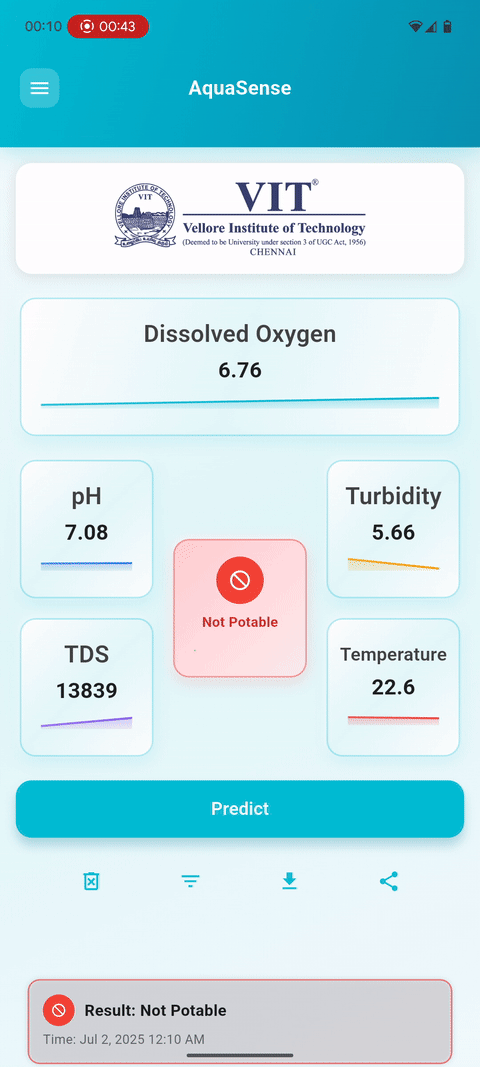 00:10 00:43
AquaSense
VELLORE INSTITUTE OF TECHNOLOGY
VIT
VIT®
Vellore Institute of Technology
(Deemed to be University under section 3 of UGC Act, 1956)
CHENNAI
Dissolved Oxygen
6.76
pH
7.08
Turbidity
5.66
Not Potable
TDS
13839
Temperature
22.6
Predict
Result: Not Potable
Time: Jul 2, 2025 12:10 AM